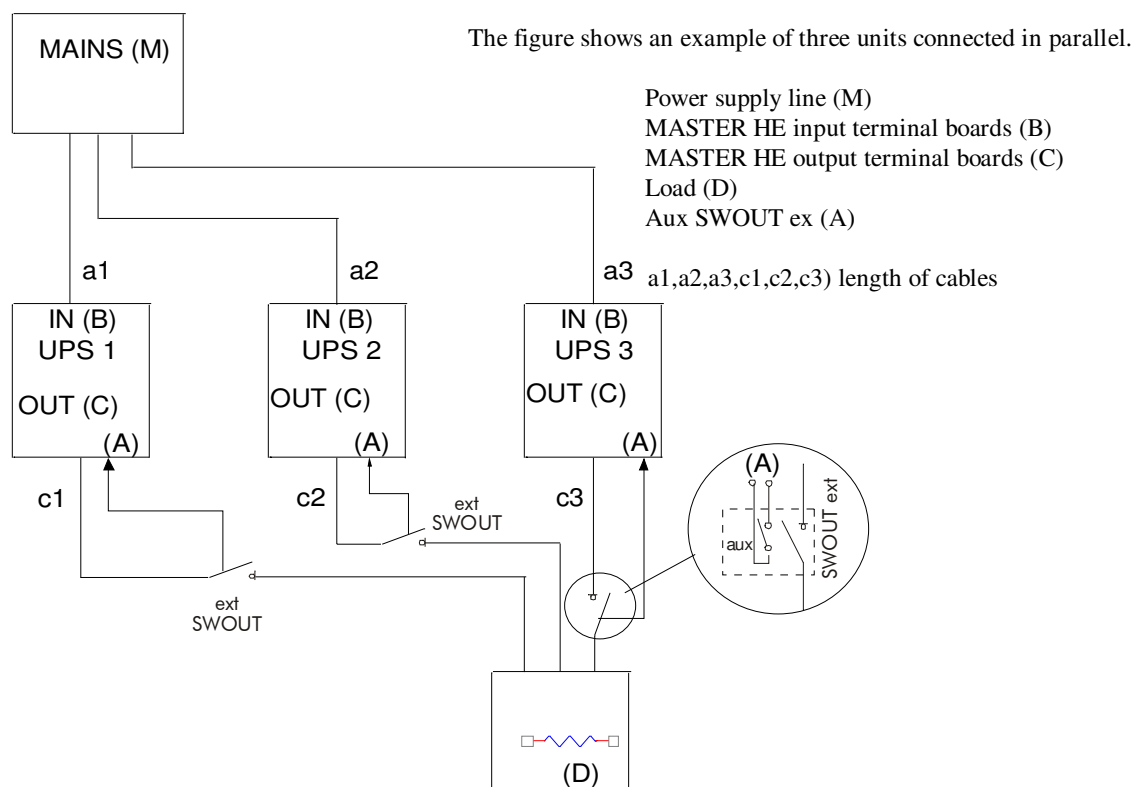 MAINS (M)
The figure shows an example of three units connected in parallel.
Power supply line (M)
MASTER HE input terminal boards (B)
MASTER HE output terminal boards (C)
Load (D)
Aux SWOUT ex (A)
a1,a2,a3,c1,c2,c3) length of cables
a1
a2
a3
IN (B)
UPS 1
OUT (C)
(A)
IN (B)
UPS 2
OUT (C)
(A)
IN (B)
UPS 3
OUT (C)
(A)
c1
c2
c3
ext
SWOUT
ext
SWOUT
(A)
aux
SWOUT ext
(D)